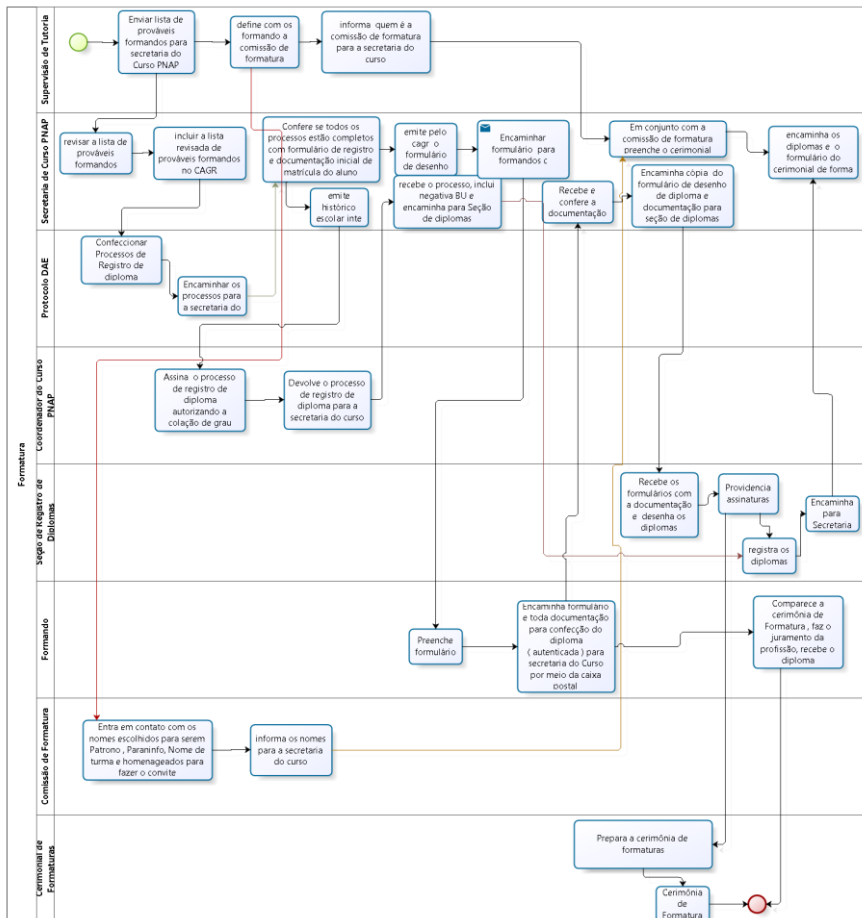 Formatura
Supervisão de Tutoria
Enviar lista de
prováveis
formandos para
secretaria do
Curso PNAP
define com os
formando a
comissão de
formatura
informa quem é a
comissão de formatura
para a secretaria do
curso
Secretaria de Curso PNAP
revisar a lista de
prováveis
formandos
incluir a lista
revisada de
prováveis formandos
no CAGR
Confere se todos os
processos estão completos
com formulário de registro
e documentação inicial de
matrícula do aluno
emite pelo
cagr o
formulário de
desenho
Encaminhar
formulário para
formandos c
Em conjunto com a
comissão de formatura
preenche o cerimonial
encaminha os
diplomas e o
formulário do
cerimonial de forma
emite
histórico
escolar inte
recebe o processo, inclui
negativa BU e
encaminha para Seção
de diplomas
Recebe e
confere a
documentação
Encaminha cópia do
formulário de desenho
de diploma e
documentação para
seção de diplomas
Protocolo DAE
Confeccionar
Processos de
Registro de
diploma
Encaminhar os
processos para
a secretaria do
Coordenador do Curso
PNAP
Assina o processo
de registro de
diploma
autorizando a
colação de grau
Devolve o processo
de registro de
diploma para a
secretaria do curso
Seção de Registro de
Diplomas
Recebe os
formulários com
a documentação
e desenha os
diplomas
Providencia
assinaturas
registra os
diplomas
Encaminha
para
Secretaria
Formando
Preenche
formulário
Encaminha formulário
e toda documentação
para confecção do
diploma
( autenticada ) para
secretaria do Curso
por meio da caixa
postal
Comparece a
cerimônia de
Formatura , faz o
juramento da
profissão, recebe o
diploma
Comissão de Formatura
Entra em contato com os
nomes escolhidos para serem
Patrono , Paraninfo, Nome de
turma e homenageados para
fazer o convite
informa os nomes
para a secretaria
do curso
Cerimonial de
Formaturas
Prepara a cerimônia de
formaturas
Cerimônia
de
Formatura